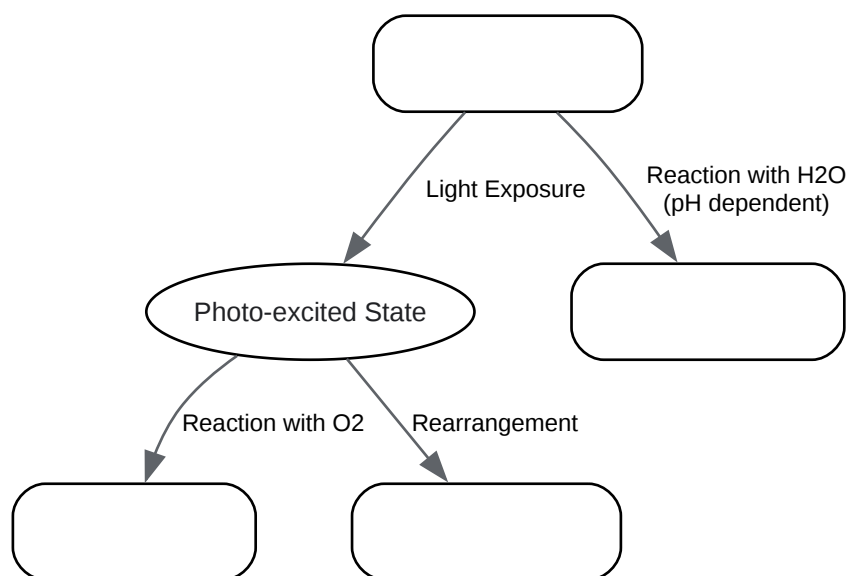 Light Exposure
Reaction with H2O
(pH dependent)
Photo-excited State
Reaction with O2
Rearrangement